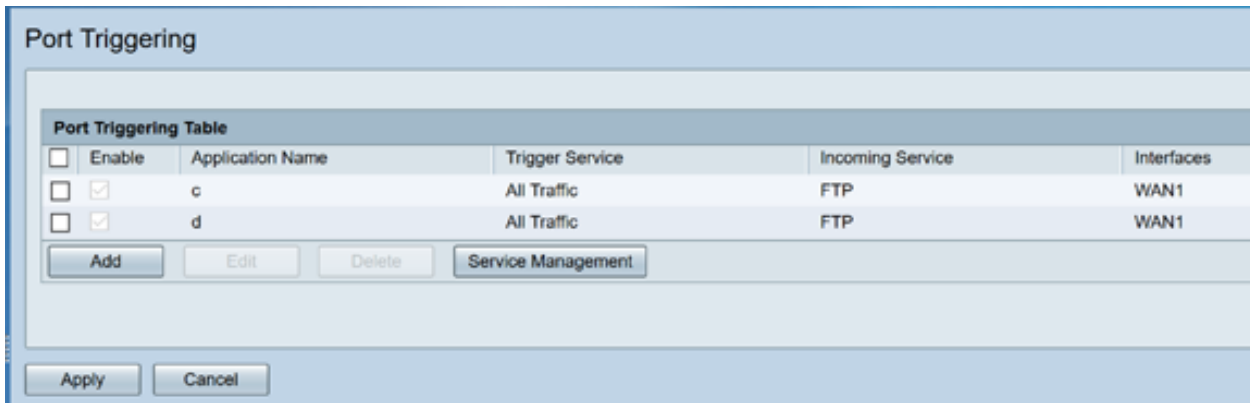 Port Triggering
Port Triggering Table
Enable Application Name Trigger Service Incoming Service Interfaces
c All Traffic FTP WAN1
d All Traffic FTP WAN1
Add Edit Delete Service Management
Apply Cancel